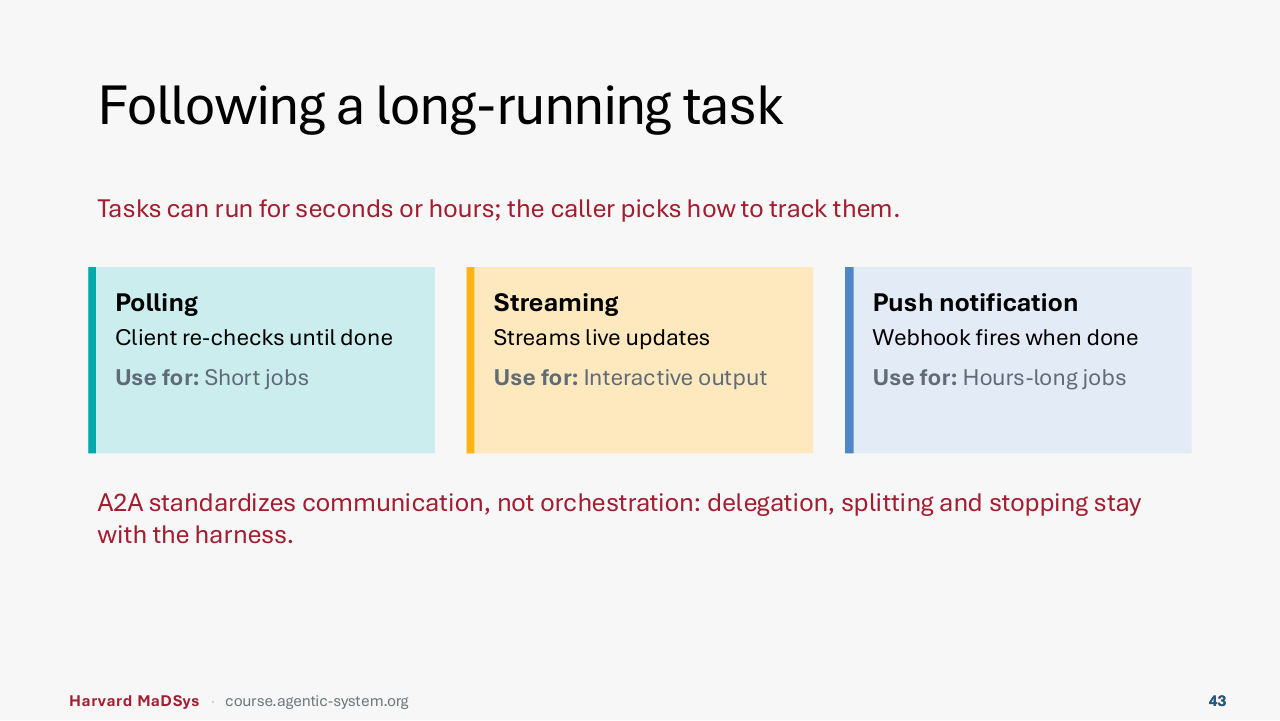 Following a long-running task
Tasks can run for seconds or hours; the caller picks how to track them.
Polling
Client re-checks until done
Use for: Short jobs
Streaming
Streams live updates
Use for: Interactive output
Push notification
Webhook fires when done
Use for: Hours-long jobs
A2A standardizes communication, not orchestration: delegation, splitting and stopping stay
with the harness.
Harvard MaDSys · course.agentic-system.org
43